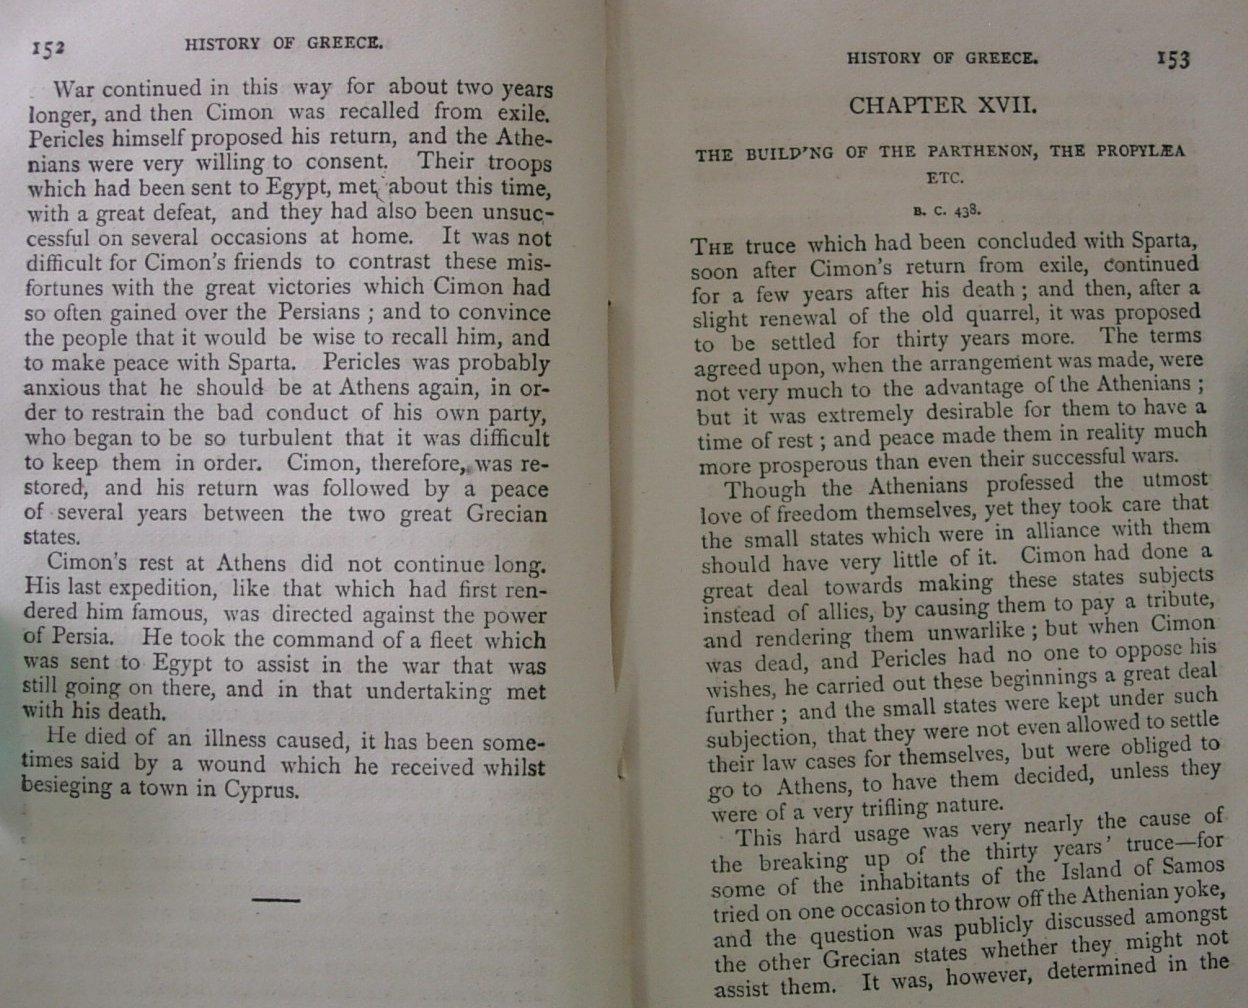 152
HISTORY OF GREECE.
War continued in this way for about two years
longer, and then Cimon was recalled from exile.
Pericles himself proposed his return, and the Athe-
nians were very willing to consent. Their troops
which had been sent to Egypt, met about this time,
with a great defeat, and they had also been unsuc-
cessful on several occasions at home. It was not
difficult for Cimon's friends to contrast these mis-
fortunes with the great victories which Cimon had
so often gained over the Persians ; and to convince
the people that it would be wise to recall him, and
to make peace with Sparta. Pericles was probably
anxious that he should be at Athens again, in or-
der to restrain the bad conduct of his own party,
who began to be so turbulent that it was difficult
to keep them in order. Cimon, therefore, was re-
stored, and his return was followed by a peace
of several years between the two great Grecian
states.
Cimon's rest at Athens did not continue long.
His last expedition, like that which had first ren-
dered him famous, was directed against the power
of Persia. He took the command of a fleet which
was sent to Egypt to assist in the war that was
still going on there, and in that undertaking met
with his death.
He died of an illness caused, it has been some-
times said by a wound which he received whilst
besieging a town in Cyprus.
HISTORY OF GREECE.
153
CHAPTER XVII.
THE BUILD'NG OF THE PARTHENON, THE PROPYLÆA
ETC.
B. C. 438.
THE truce which had been concluded with Sparta,
soon after Cimon's return from exile, continued
for a few years after his death ; and then, after a
slight renewal of the old quarrel, it was proposed
to be settled for thirty years more. The terms
agreed upon, when the arrangement was made, were
not very much to the advantage of the Athenians ;
but it was extremely desirable for them to have a
time of rest ; and peace made them in reality much
more prosperous than even their successful wars.
Though the Athenians professed the utmost
love of freedom themselves, yet they took care that
the small states which were in alliance with them
should have very little of it. Cimon had done a
great deal towards making these states subjects
instead of allies, by causing them to pay a tribute,
and rendering them unwarlike ; but when Cimon
was dead, and Pericles had no one to oppose his
wishes, he carried out these beginnings a great deal
further ; and the small states were kept under such
subjection, that they were not even allowed to settle
their law cases for themselves, but were obliged to
go to Athens, to have them decided, unless they
were of a very trifling nature.
This hard usage was very nearly the cause of
the breaking up of the thirty years' truce—for
some of the inhabitants of the Island of Samos
tried on one occasion to throw off the Athenian yoke,
and the question was publicly discussed amongst
the other Grecian states whether they might not
assist them. It was, however, determined in the